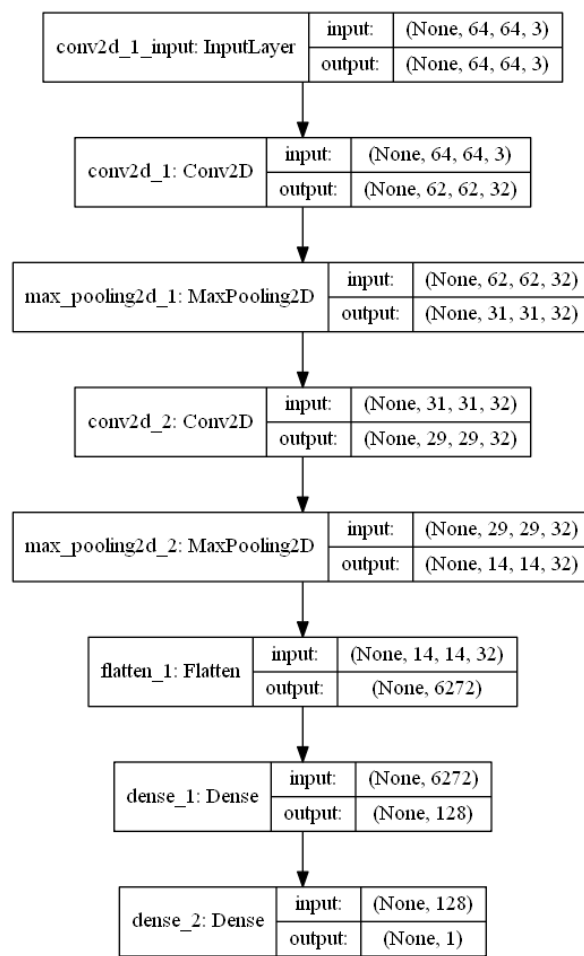 conv2d_1_input: InputLayer
input: (None, 64, 64, 3)
output: (None, 64, 64, 3)
conv2d_1: Conv2D
input: (None, 64, 64, 3)
output: (None, 62, 62, 32)
max_pooling2d_1: MaxPooling2D
input: (None, 62, 62, 32)
output: (None, 31, 31, 32)
conv2d_2: Conv2D
input: (None, 31, 31, 32)
output: (None, 29, 29, 32)
max_pooling2d_2: MaxPooling2D
input: (None, 29, 29, 32)
output: (None, 14, 14, 32)
flatten_1: Flatten
input: (None, 14, 14, 32)
output: (None, 6272)
dense_1: Dense
input: (None, 6272)
output: (None, 128)
dense_2: Dense
input: (None, 128)
output: (None, 1)